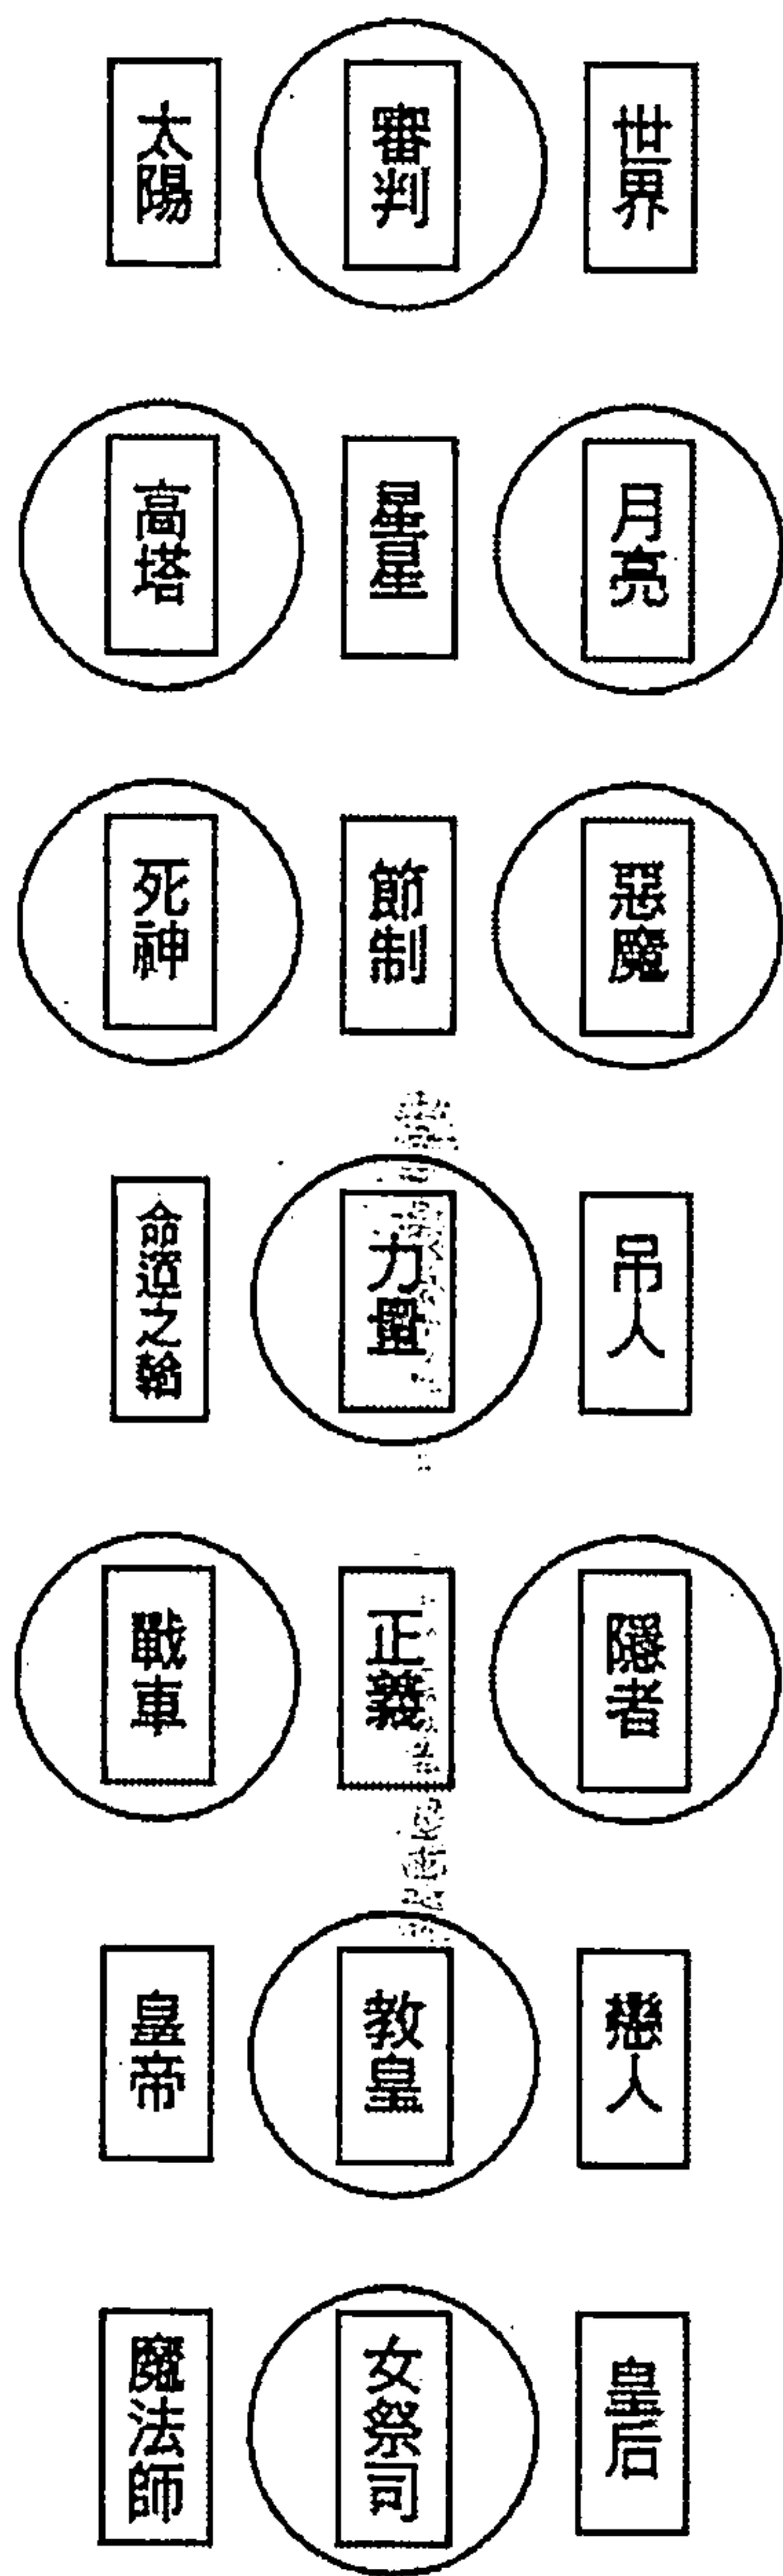 太陽
審判
世界
高塔
星星
月亮
死神
節制
惡魔
命運之輪
力量
吊人
戰車
正義
隱者
皇帝
教皇
戀人
魔法師
女祭司
皇后